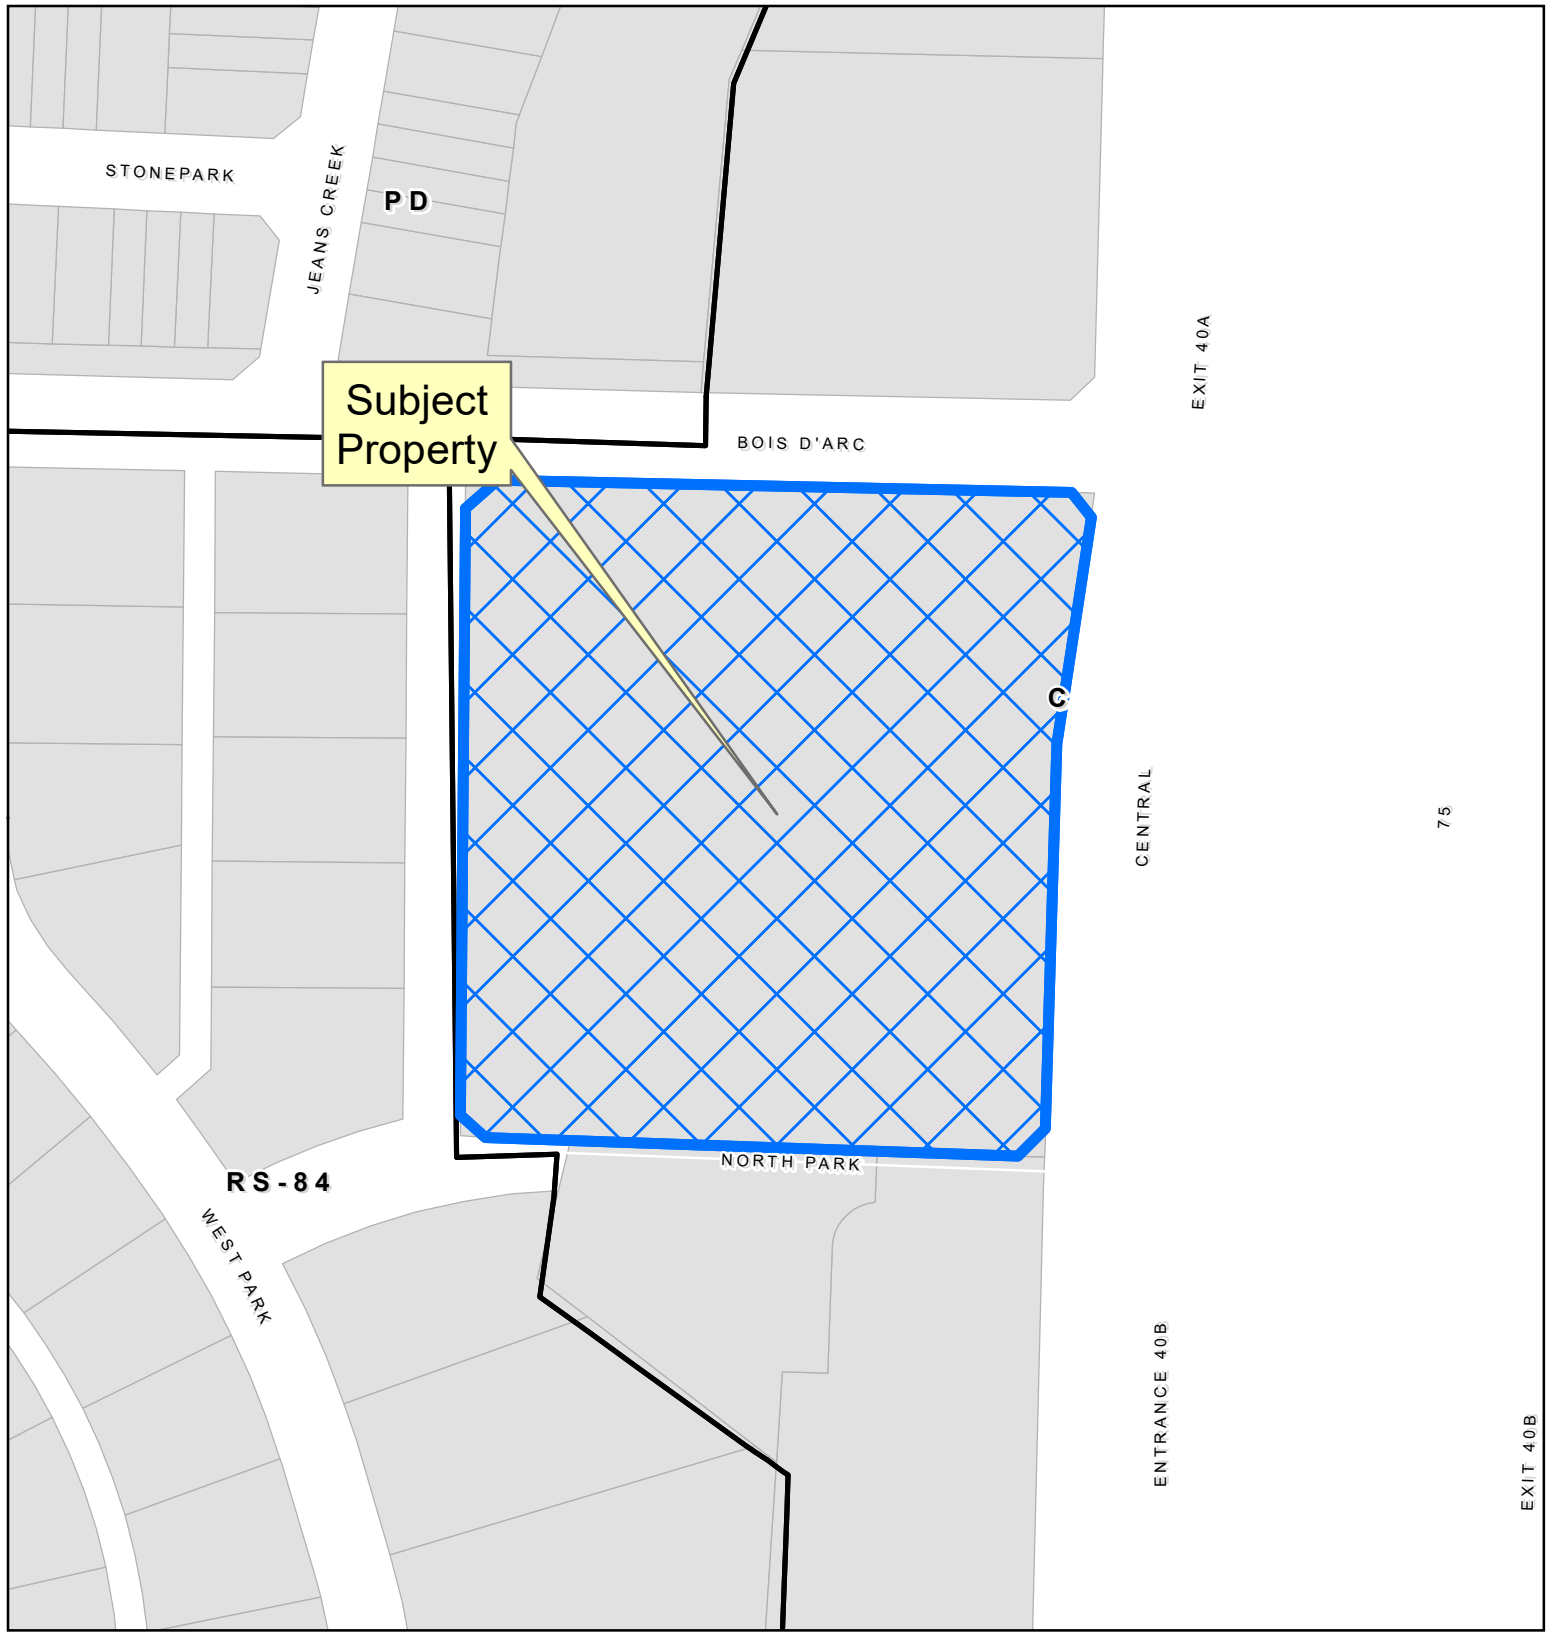 STONEPARK
JEANS CREEK
PD
EXIT 40A
Subject
Property
BOIS D'ARC
C
CENTRAL
75
NORTH PARK
RS-84
WEST PARK
ENTRANCE 40B
EXIT 40B